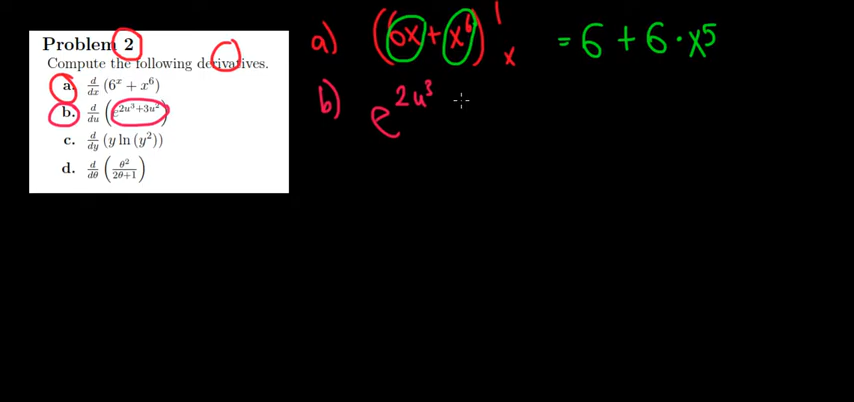 Problem 2
Compute the following derivatives.
a. d/dx (6^x + x^6)
b. d/du (e^{2u^3+3u^2})
c. d/dy (y ln (y^2))
d. d/dθ (θ^2/(2θ+1))
a) (6x + x^6)'_x = 6 + 6 · x^5
b) e^{2u^3}